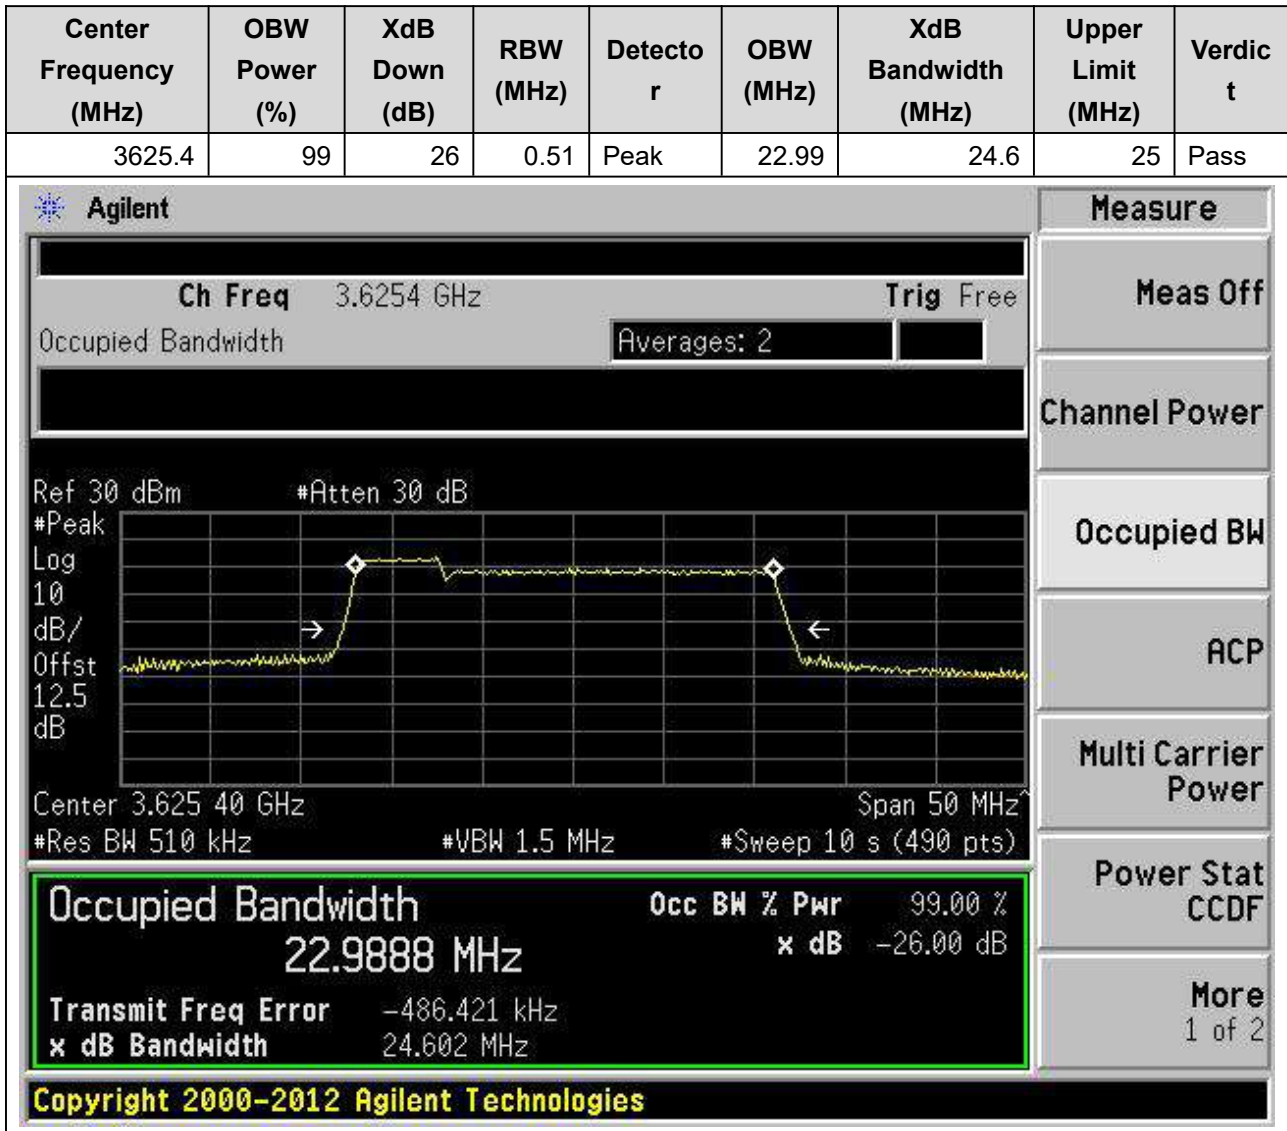 Center Frequency (MHz) OBW Power (%) XdB Down (dB) RBW (MHz) Detector OBW (MHz) XdB Bandwidth (MHz) Upper Limit (MHz) Verdict
3625.4 99 26 0.51 Peak 22.99 24.6 25 Pass
Agilent
Measure
Ch Freq 3.6254 GHz Trig Free
Meas Off
Occupied Bandwidth Averages: 2
Channel Power
Ref 30 dBm #Atten 30 dB
#Peak
Log
10
dB/
Offst
12.5
dB
Occupied BW
ACP
Multi Carrier
Power
Center 3.625 40 GHz Span 50 MHz^
#Res BW 510 kHz #VBW 1.5 MHz #Sweep 10 s (490 pts)
Power Stat
CCDF
Occupied Bandwidth Occ BW % Pwr 99.00 %
22.9888 MHz x dB -26.00 dB
Transmit Freq Error -486.421 kHz
x dB Bandwidth 24.602 MHz
More
1 of 2
Copyright 2000-2012 Agilent Technologies